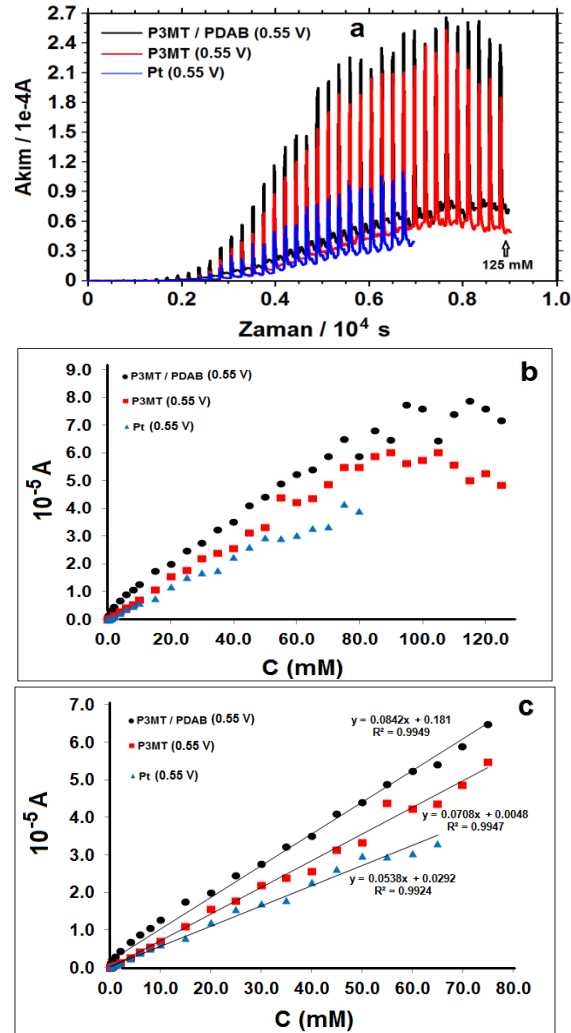 a
P3MT / PDAB (0.55 V)
P3MT (0.55 V)
Pt (0.55 V)
2.7
2.4
2.1
1.8
1.5
1.2
0.9
0.6
0.3
0
Akım / 1e-4A
125 mM
0 0.2 0.4 0.6 0.8 1.0
Zaman / 10⁴ s
b
P3MT / PDAB (0.55 V)
P3MT (0.55 V)
Pt (0.55 V)
9.0
8.0
7.0
6.0
5.0
4.0
3.0
2.0
1.0
0.0
10⁻⁵ A
0.0 20.0 40.0 60.0 80.0 100.0 120.0
C (mM)
c
P3MT / PDAB (0.55 V)
P3MT (0.55 V)
Pt (0.55 V)
y = 0.0842x + 0.181
R² = 0.9949
y = 0.0708x + 0.0048
R² = 0.9947
y = 0.0538x + 0.0292
R² = 0.9924
7.0
6.0
5.0
4.0
3.0
2.0
1.0
0.0
10⁻⁵ A
0.0 10.0 20.0 30.0 40.0 50.0 60.0 70.0 80.0
C (mM)